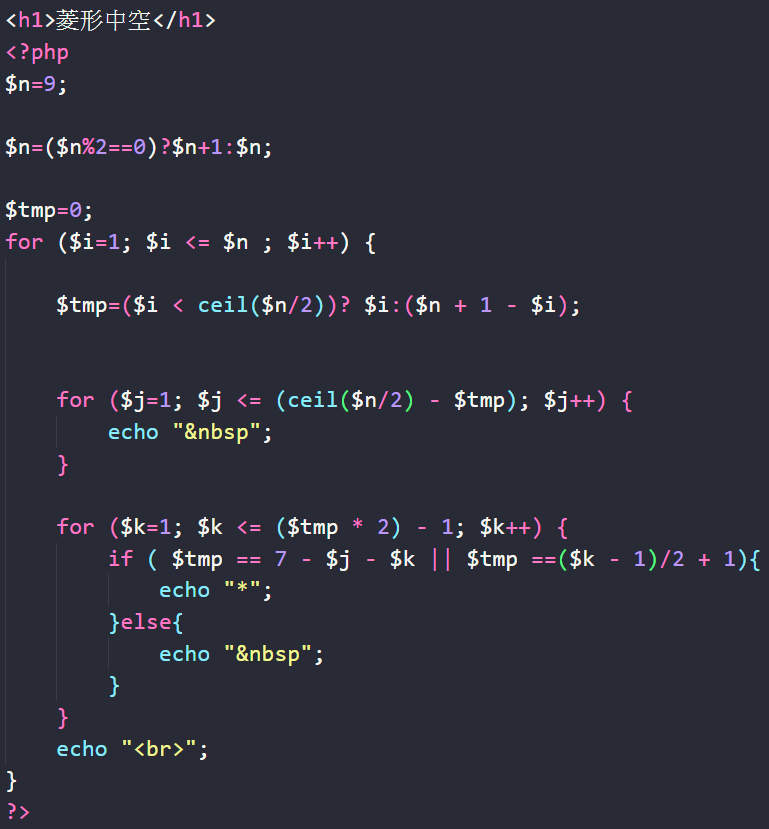 <h1>菱形中空</h1>
<?php
$n=9;
$n=($n%2==0)?$n+1:$n;
$tmp=0;
for ($i=1; $i <= $n ; $i++) {
$tmp=($i < ceil($n/2))? $i:($n + 1 - $i);
for ($j=1; $j <= (ceil($n/2) - $tmp); $j++) {
echo "&nbsp";
}
for ($k=1; $k <= ($tmp * 2) - 1; $k++) {
if ( $tmp == 7 - $j - $k || $tmp ==($k - 1)/2 + 1){
echo "*";
}else{
echo "&nbsp";
}
}
echo "<br>";
}
?>